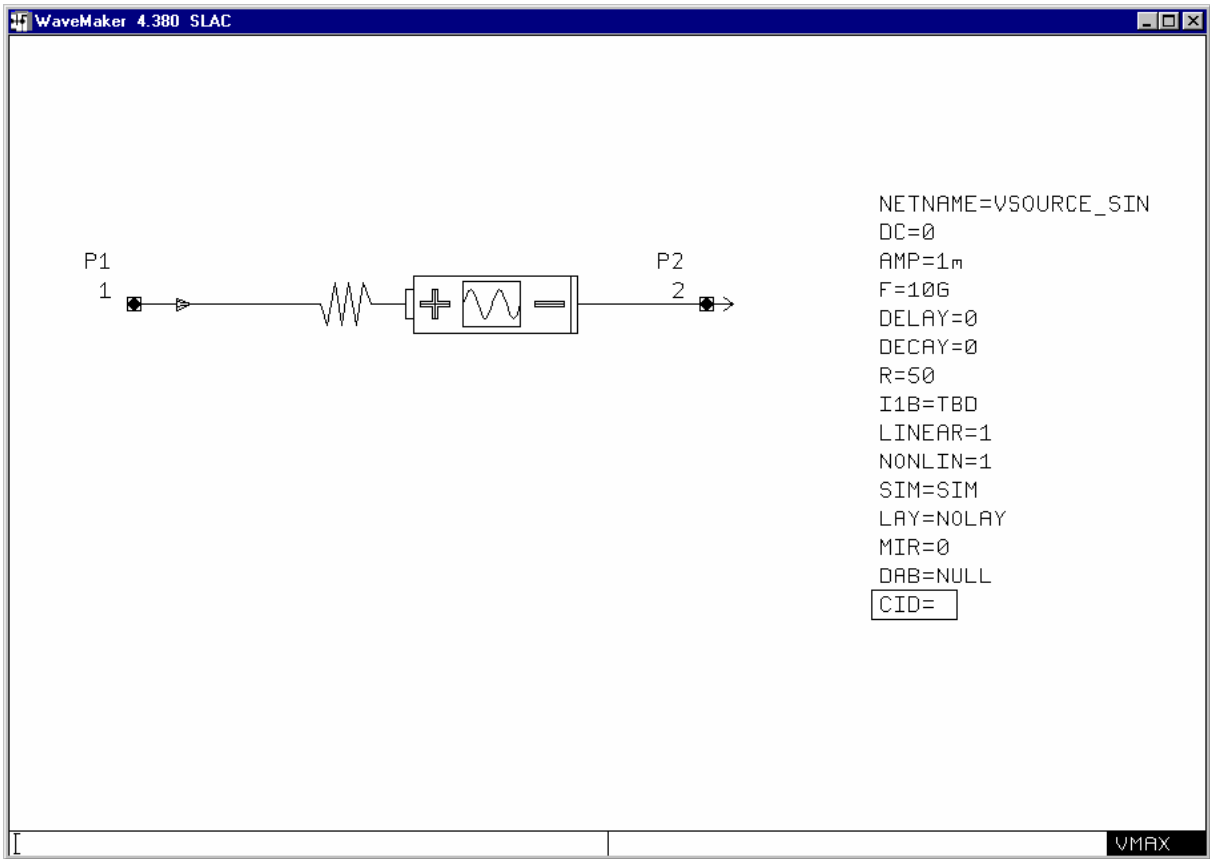 WaveMaker 4.380 SLAC
NETNAME=VSOURCE_SIN
DC=0
P1
P2
AMP=1m
1
2
F=10G
DELAY=0
DECAY=0
R=50
I1B=TBD
LINEAR=1
NONLIN=1
SIM=SIM
LAY=NOLAY
MIR=0
DAB=NULL
CID=
VMAX